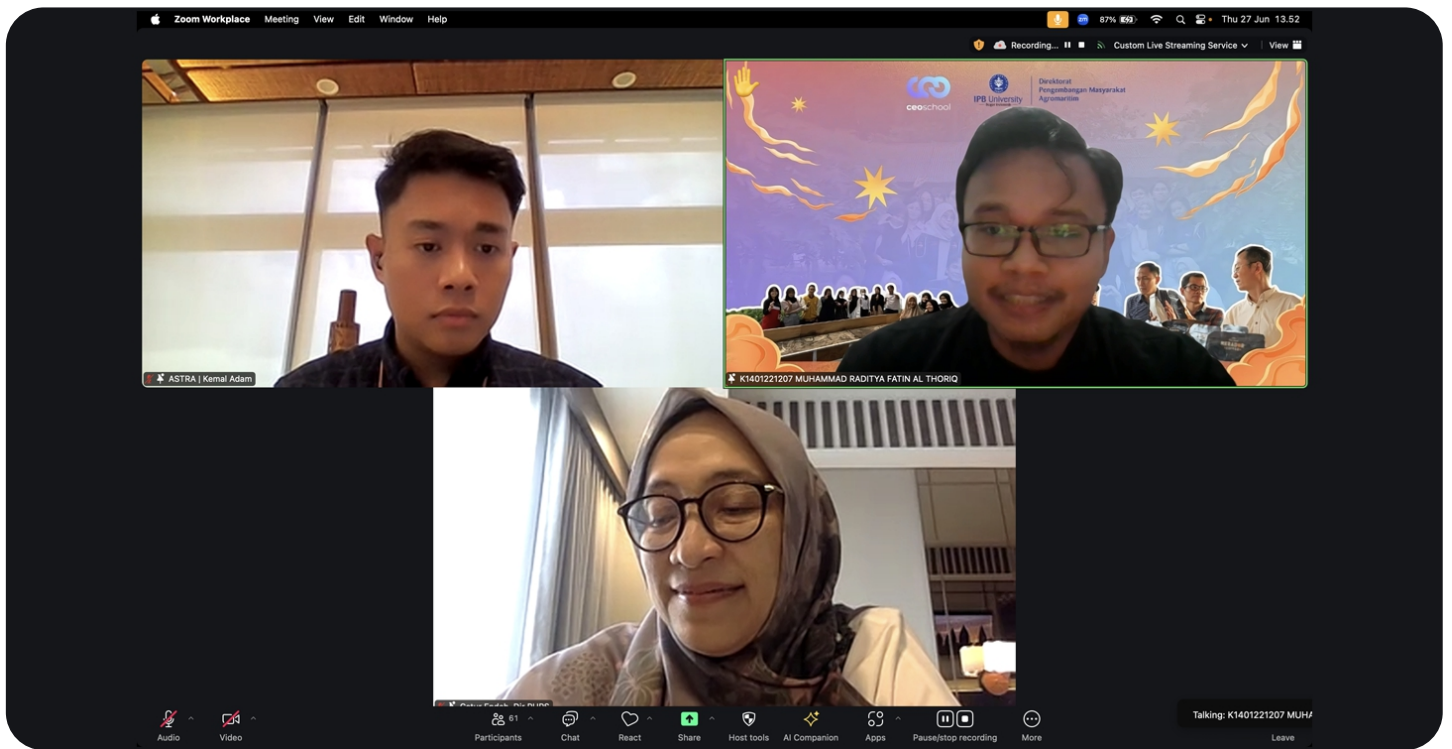 Zoom Workplace Meeting View Edit Window Help 87% Thu 27 Jun 13.52
Recording... Custom Live Streaming Service View
ceoschool
IPB University
Direktorat
Pengembangan Masyarakat
Agromaritim
ASTRA | Kemal Adam
K1401221207 MUHAMMAD RADITYA FATIN AL THORIQ
Talking: K1401221207 MUHA
61
Audio Video Participants Chat React Share Host tools AI Companion Apps Pause/stop recording More Leave